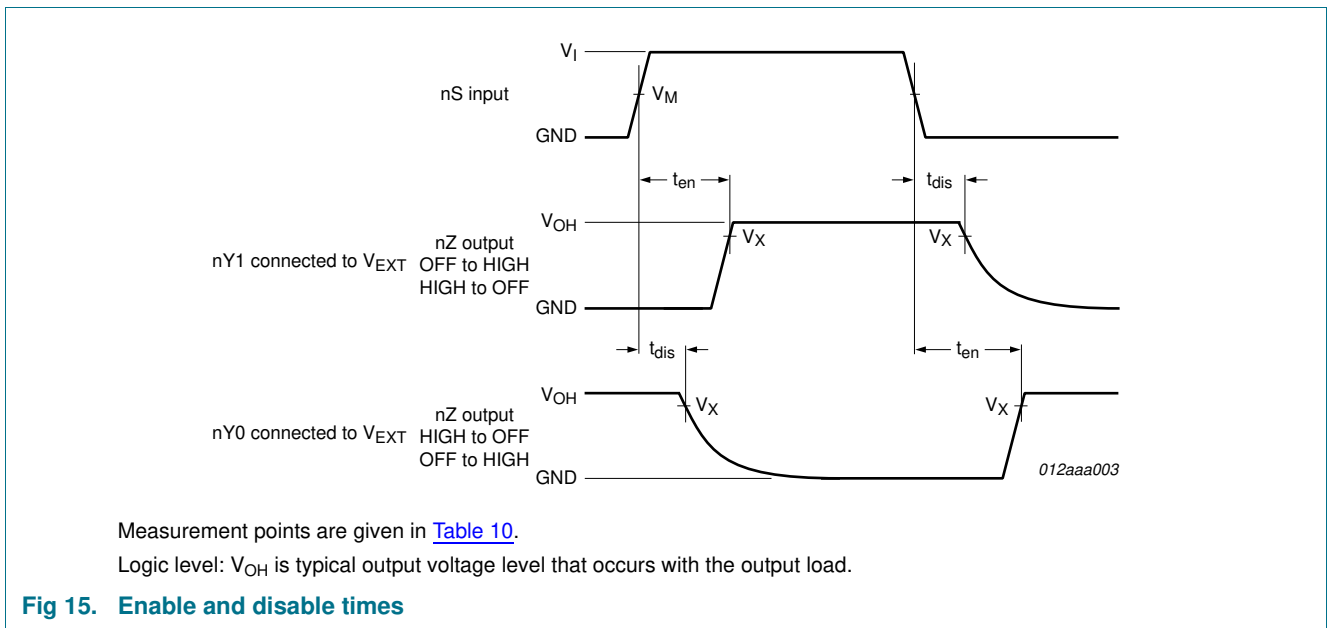 V_I
nS input
V_M
GND
t_en
t_dis
V_OH
V_X
V_X
nY1 connected to V_EXT
nZ output
OFF to HIGH
HIGH to OFF
GND
t_dis
t_en
V_OH
V_X
V_X
nY0 connected to V_EXT
nZ output
HIGH to OFF
OFF to HIGH
GND
012aaa003
Measurement points are given in Table 10.
Logic level: V_OH is typical output voltage level that occurs with the output load.
Fig 15. Enable and disable times